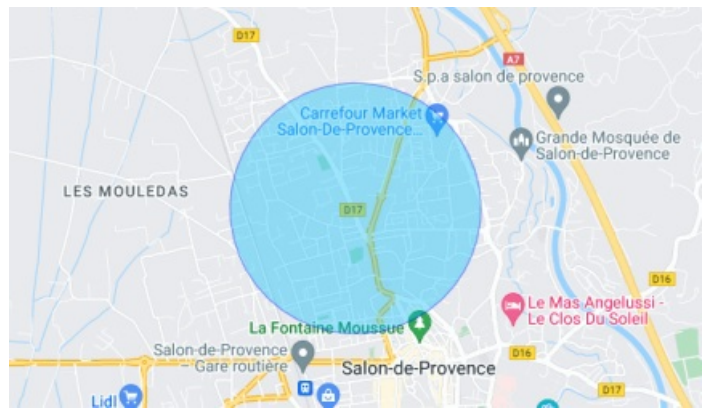 D17
A7
S.p.a salon de provence
Carrefour Market
Salon-De-Provence...
Grande Mosquée de
Salon-de-Provence
LES MOULEDAS
D17
D16
Le Mas Angelussi -
Le Clos Du Soleil
La Fontaine Moussue
Salon-de-Provence
– Gare routière
D16
Salon-de-Provence
D17
Lidl